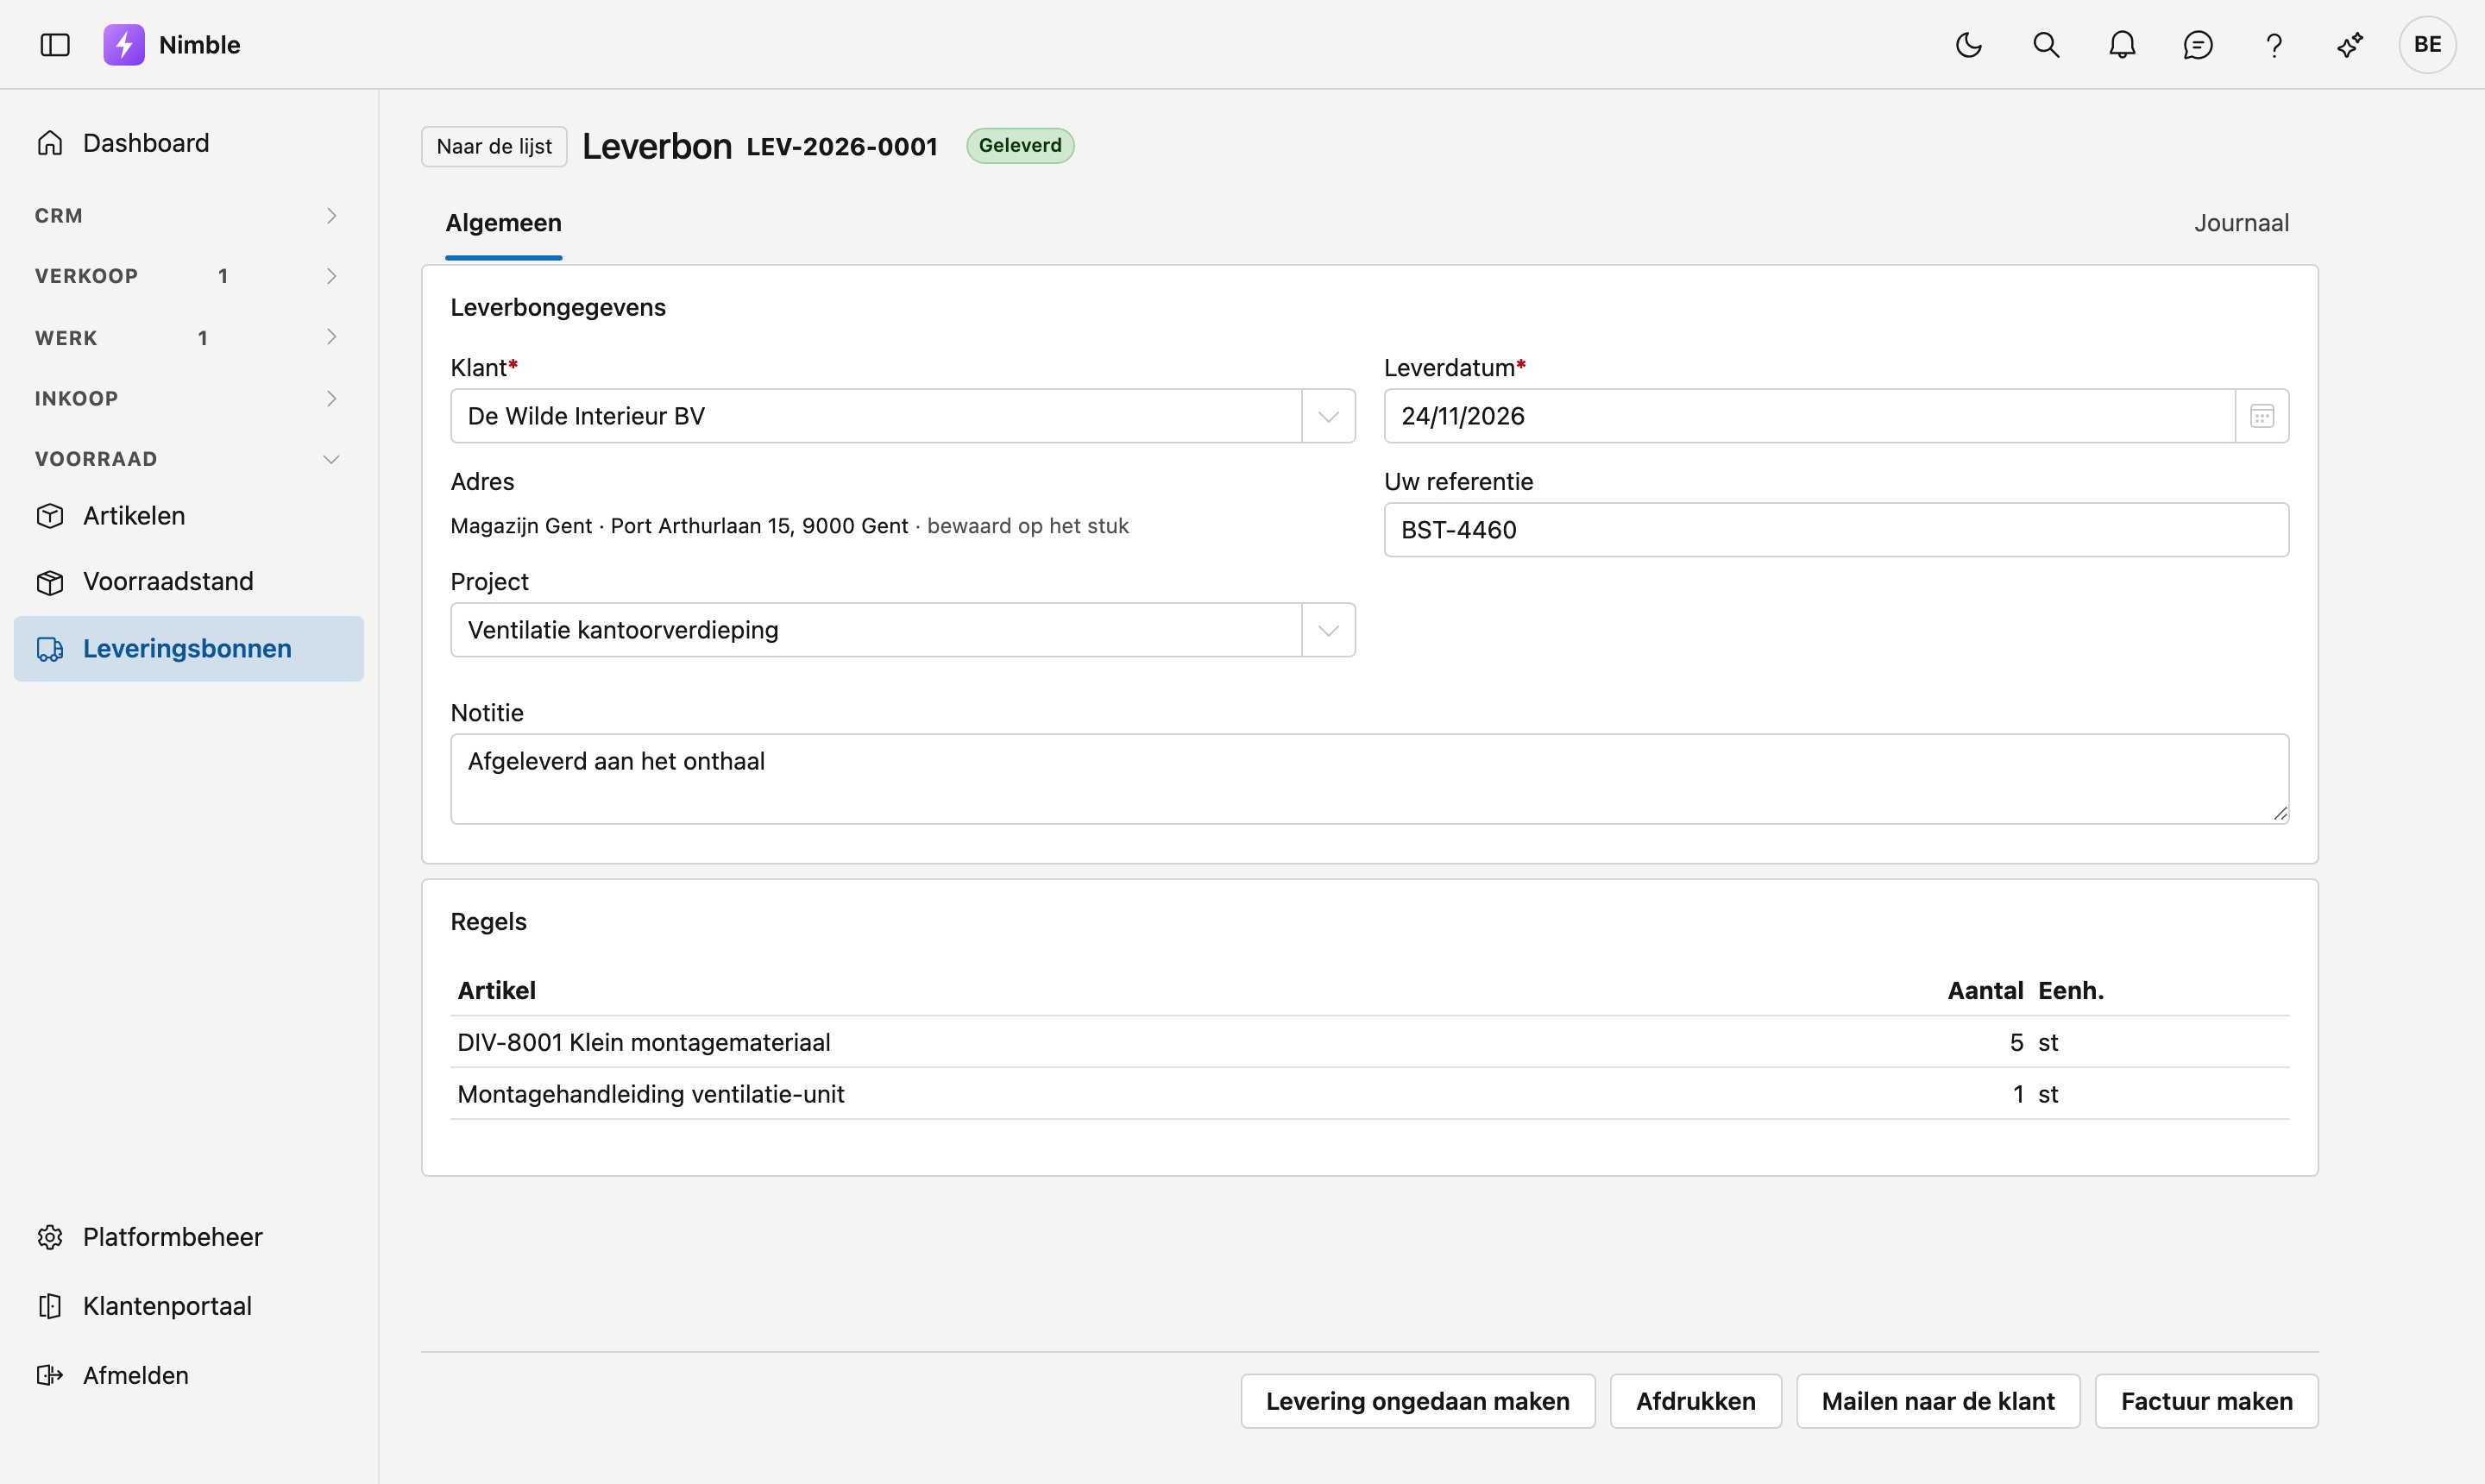 Nimble
BE
Dashboard
CRM
VERKOOP 1
WERK 1
INKOOP
VOORRAAD
Artikelen
Voorraadstand
Leveringsbonnen
Platformbeheer
Klantenportaal
Afmelden
Naar de lijst Leverbon LEV-2026-0001 Geleverd
Algemeen Journaal
Leverbongegevens
Klant* Leverdatum*
De Wilde Interieur BV 24/11/2026
Adres Uw referentie
Magazijn Gent · Port Arthurlaan 15, 9000 Gent · bewaard op het stuk BST-4460
Project
Ventilatie kantoorverdieping
Notitie
Afgeleverd aan het onthaal
Regels
Artikel Aantal Eenh.
DIV-8001 Klein montagemateriaal 5 st
Montagehandleiding ventilatie-unit 1 st
Levering ongedaan maken Afdrukken Mailen naar de klant Factuur maken